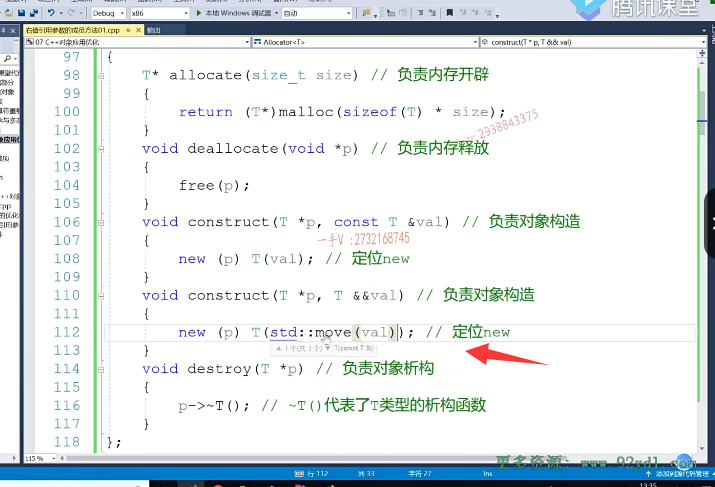 腾讯课堂
Debug x86 本地 Windows 调试器 自动
右值引用参数的成员方法01.cpp 输出
07 C++对象应用优化 Allocator<T> construct(T * p, T && val)
97 {
98 T* allocate(size_t size) // 负责内存开辟
99 {
100 return (T*)malloc(sizeof(T) * size);
101 }
102 void deallocate(void *p) // 负责内存释放
103 {
104 free(p);
105 }
106 void construct(T *p, const T &val) // 负责对象构造
107 {
108 new (p) T(val); // 定位new
109 }
110 void construct(T *p, T &&val) // 负责对象构造
111 {
112 new (p) T(std::move(val)); // 定位new
▲ 1 个(共 3 个) ▼ T(const T &)
113 }
114 void destroy(T *p) // 负责对象析构
115 {
116 p->~T(); // ~T()代表了T类型的析构函数
117 }
118 };
2938843375
一手V :2732168745
115 %
更多资源: www.92ydl.com
行 112 列 33 字符 27 Ins 添加到源代码管理
13:35